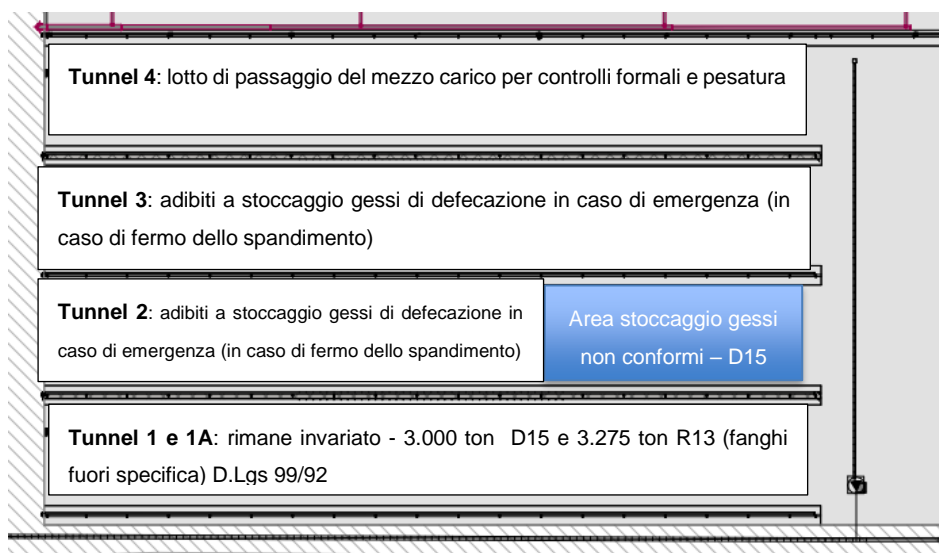 Tunnel 4: lotto di passaggio del mezzo carico per controlli formali e pesatura
Tunnel 3: adibiti a stoccaggio gessi di defecazione in caso di emergenza (in
caso di fermo dello spandimento)
Tunnel 2: adibiti a stoccaggio gessi di defecazione in
caso di emergenza (in caso di fermo dello spandimento)
Area stoccaggio gessi
non conformi – D15
Tunnel 1 e 1A: rimane invariato - 3.000 ton D15 e 3.275 ton R13 (fanghi
fuori specifica) D.Lgs 99/92